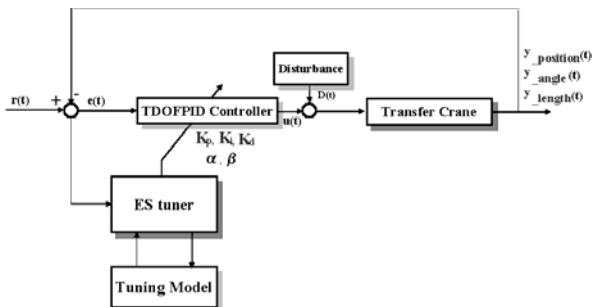 y_position(t)
y_angle(t)
y_length(t)
Disturbance
D(t)
r(t)
+
-
e(t)
TDOFPID Controller
u(t)
Transfer Crane
Kp, Ki, Kd
α , β
ES tuner
Tuning Model